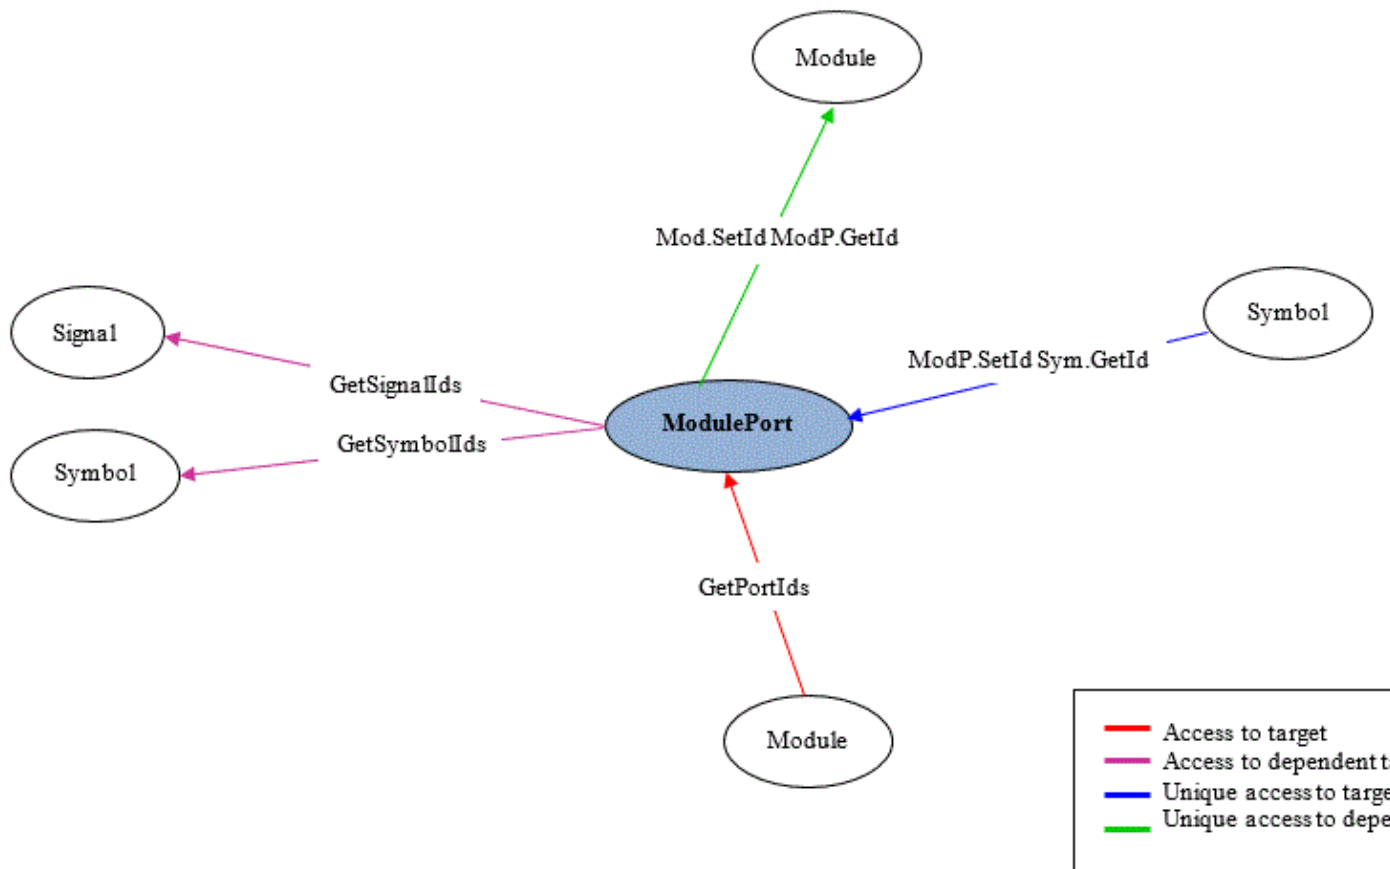 Module
Mod.SetId ModP.GetId
Signal
Symbol
ModP.SetId Sym.GetId
GetSignalIds
ModulePort
GetSymbolIds
Symbol
GetPortIds
Module
Access to target
Access to dependent
Unique access to
Unique access to